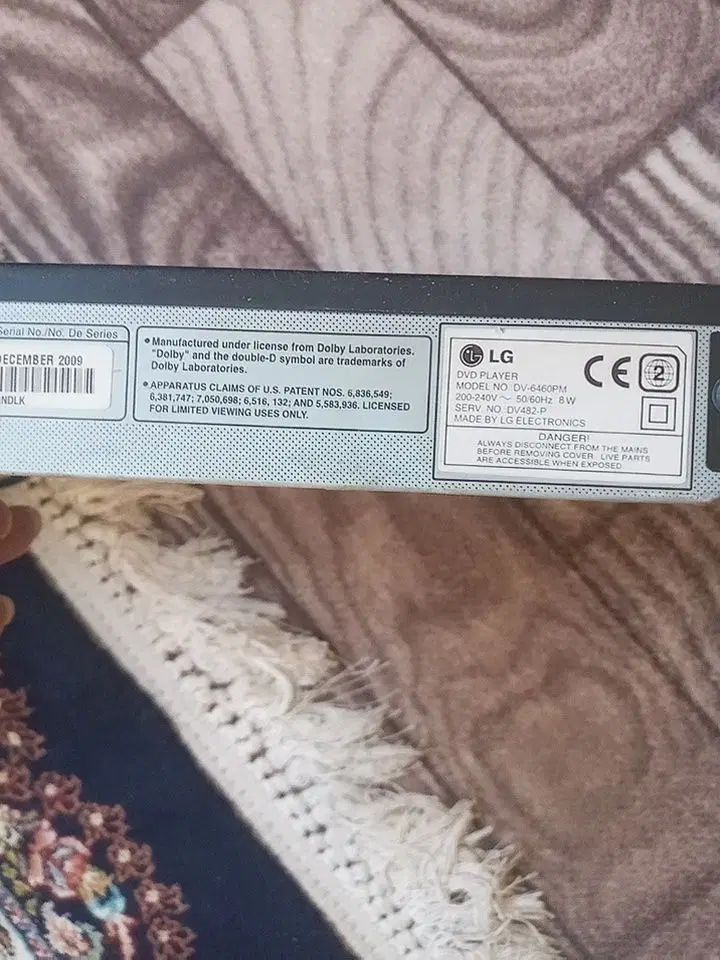 Serial No./No. De Series
DECEMBER 2009
NDLK
•Manufactured under license from Dolby Laboratories.
"Dolby" and the double-D symbol are trademarks of
Dolby Laboratories.
•APPARATUS CLAIMS OF U.S. PATENT NOS. 6,836,549;
6,381,747; 7,050,698; 6,516, 132; AND 5,583,936. LICENSED
FOR LIMITED VIEWING USES ONLY.
LG
DVD PLAYER
MODEL NO. DV-6460PM
200-240V ~ 50/60Hz 8W
SERV. NO. DV482-P
MADE BY LG ELECTRONICS
CE
2
DANGER!
ALWAYS DISCONNECT FROM THE MAINS
BEFORE REMOVING COVER. LIVE PARTS
ARE ACCESSIBLE WHEN EXPOSED.